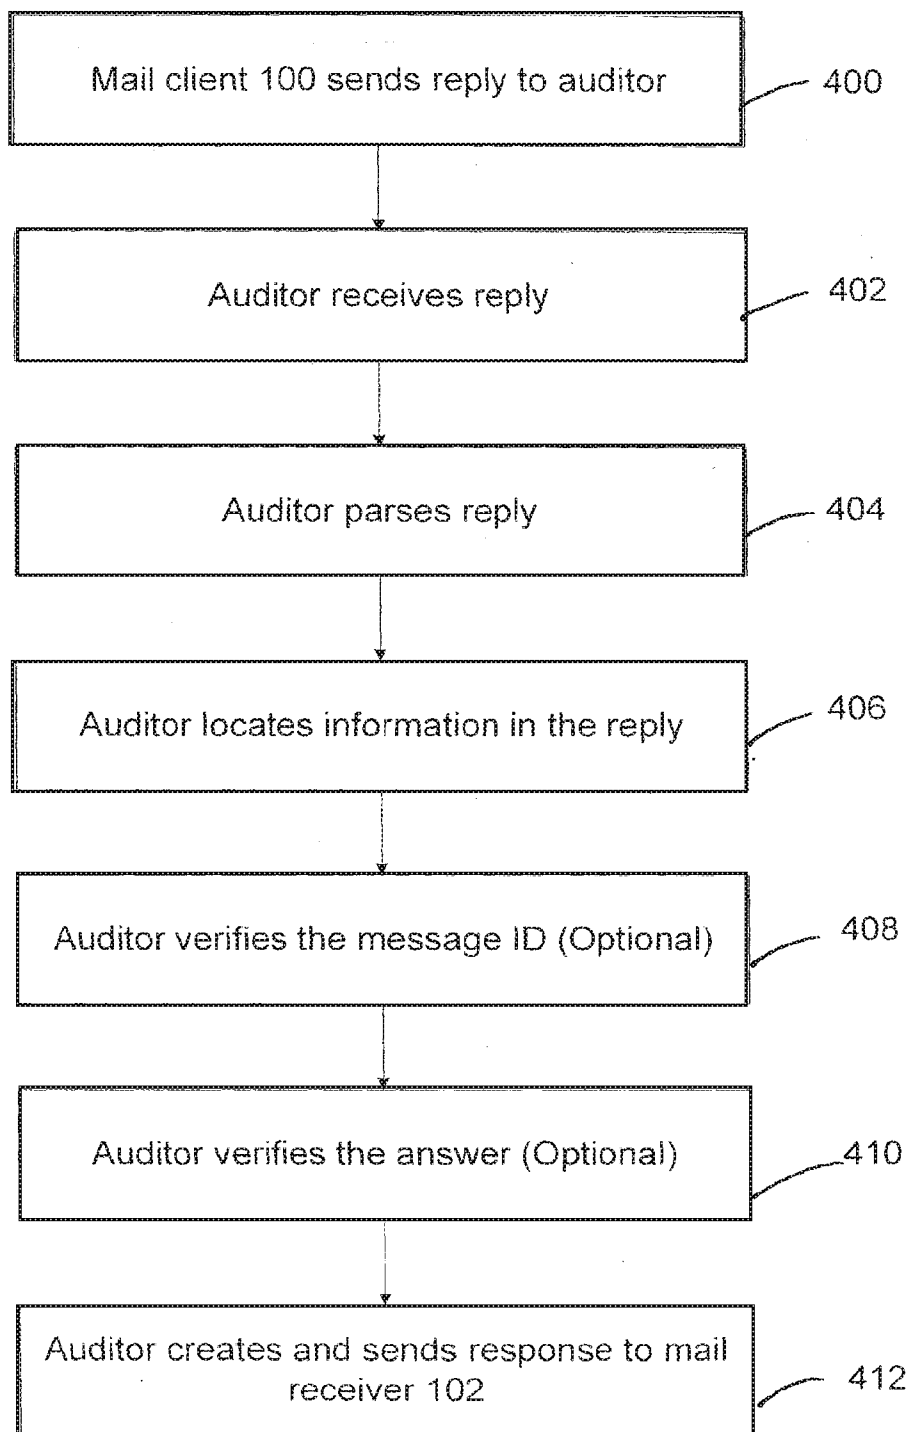 Mail client 100 sends reply to auditor
400
Auditor receives reply
402
Auditor parses reply
404
Auditor locates information in the reply
406
Auditor verifies the message ID (Optional)
408
Auditor verifies the answer (Optional)
410
Auditor creates and sends response to mail
receiver 102
412